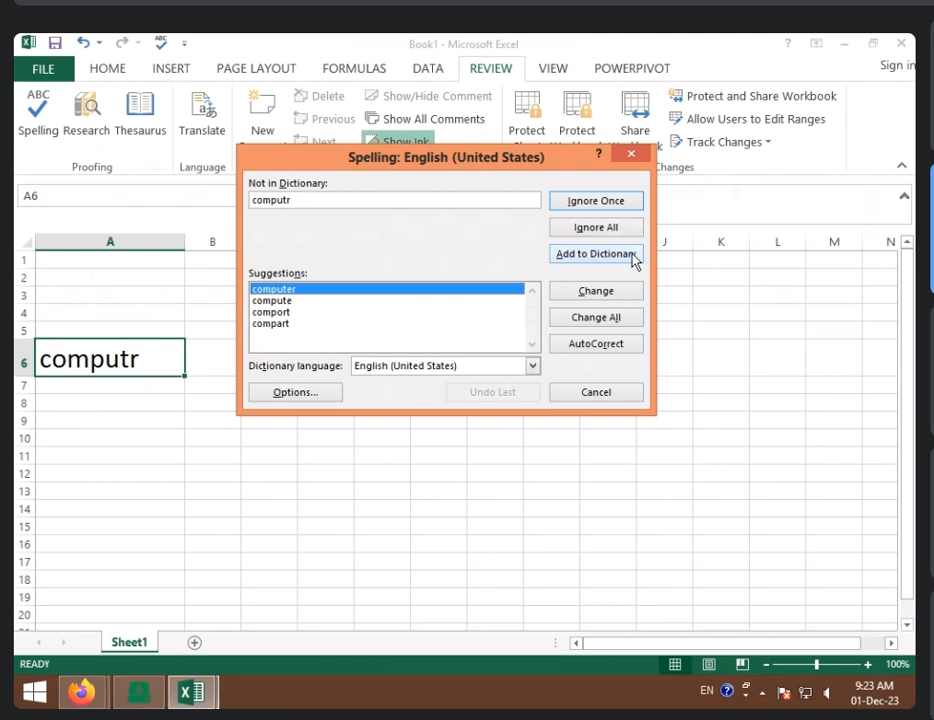 Book1 - Microsoft Excel
Sign in
FILE HOME INSERT PAGE LAYOUT FORMULAS DATA REVIEW VIEW POWERPIVOT
ABC
Spelling Research Thesaurus
Proofing
Translate
Language
New
Delete
Previous
Next
Show/Hide Comment
Show All Comments
Show Ink
Protect Protect Share
Protect and Share Workbook
Allow Users to Edit Ranges
Track Changes
Changes
A6
Spelling: English (United States)
Not in Dictionary:
computr
Ignore Once
Ignore All
Add to Dictionary
Suggestions:
computer
compute
comport
compart
Change
Change All
AutoCorrect
Dictionary language: English (United States)
Options... Undo Last Cancel
A B J K L M N
1
2
3
4
5
6 computr
7
8
9
10
11
12
13
14
15
16
17
18
19
20
Sheet1
READY
100%
EN
9:23 AM
01-Dec-23